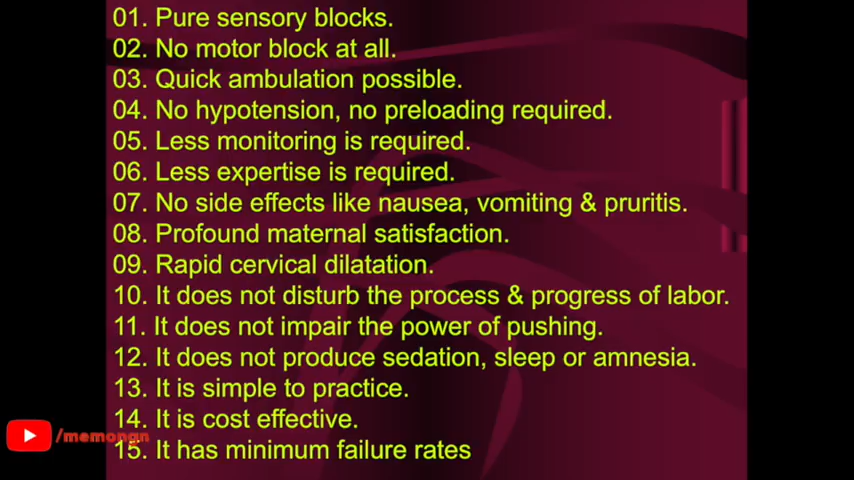 01. Pure sensory blocks.
02. No motor block at all.
03. Quick ambulation possible.
04. No hypotension, no preloading required.
05. Less monitoring is required.
06. Less expertise is required.
07. No side effects like nausea, vomiting & pruritis.
08. Profound maternal satisfaction.
09. Rapid cervical dilatation.
10. It does not disturb the process & progress of labor.
11. It does not impair the power of pushing.
12. It does not produce sedation, sleep or amnesia.
13. It is simple to practice.
14. It is cost effective.
/memongn
15. It has minimum failure rates